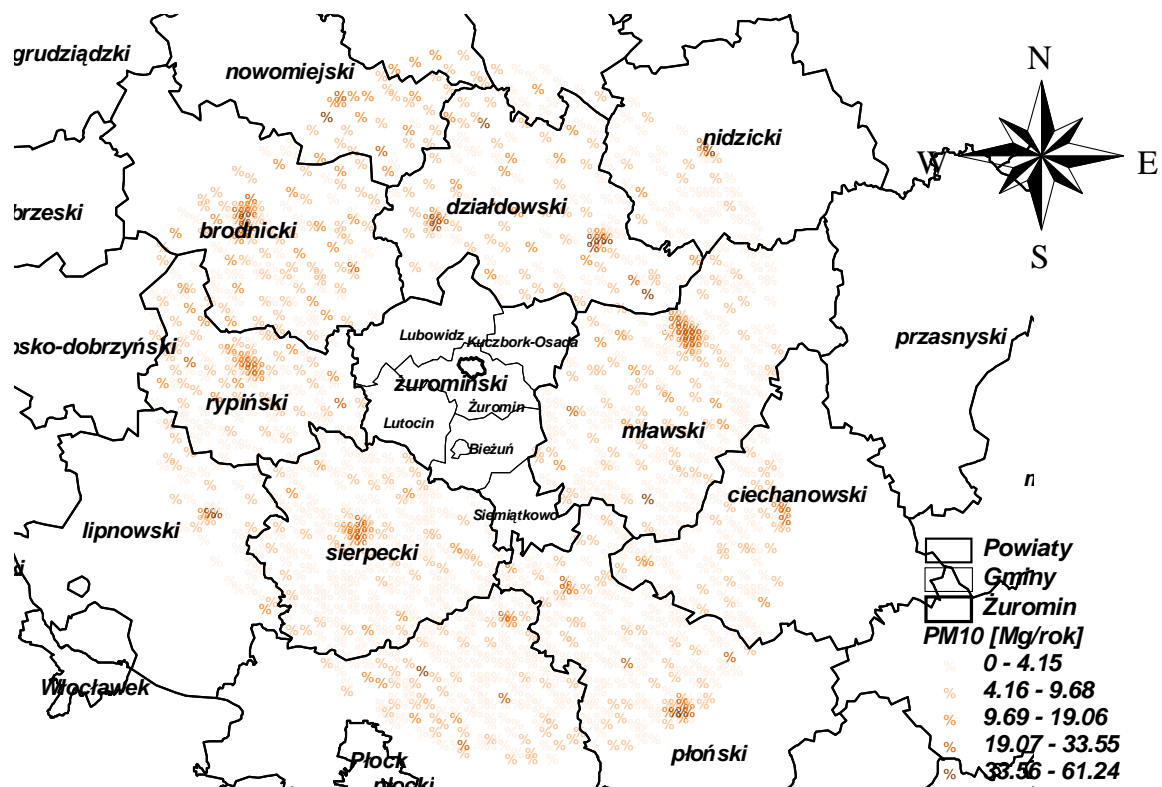 grudziądzki
nowomiejski
N
nidzicki
W
E
brzeski
działdowski
brodnicki
S
Lubowidz
Kuczbork-Osada
przasnyski
osko-dobrzyński
żuromiński
rypiński
Żuromin
Lutocin
mławski
Bieżuń
ciechanowski
Siemiątkowo
lipnowski
sierpecki
Powiaty
Gminy
Żuromin
PM10 [Mg/rok]
0 - 4.15
Włocławek
4.16 - 9.68
9.69 - 19.06
19.07 - 33.55
płoński
Płock
33.56 - 61.24
płocki